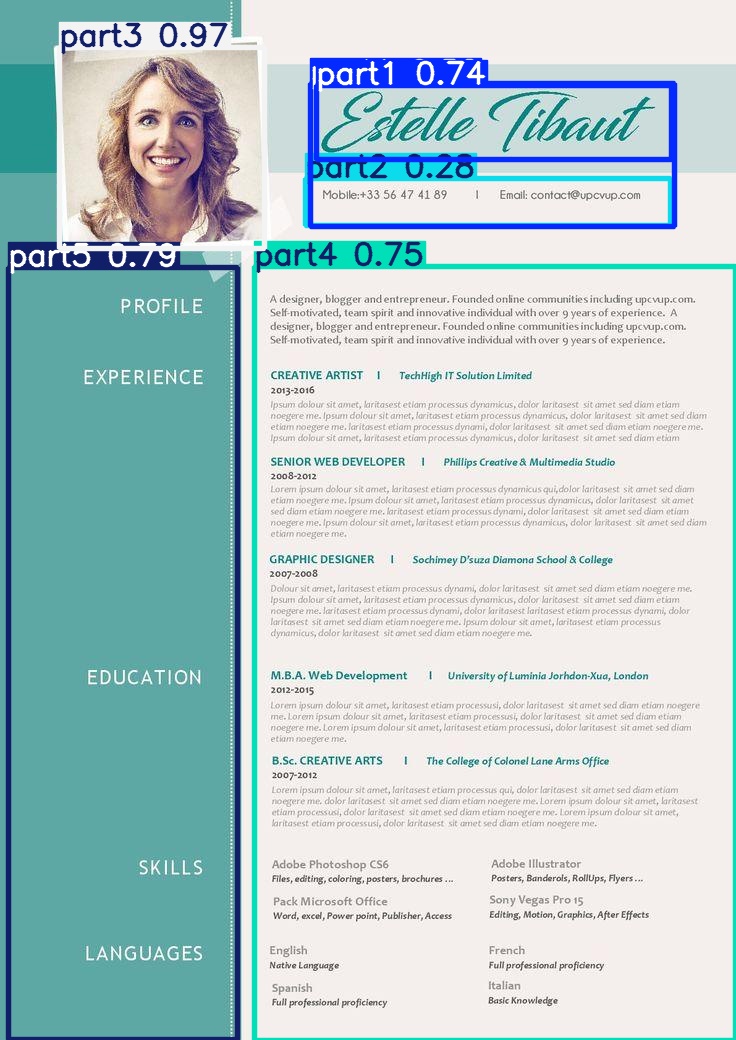 part3 0.97
part1 0.74
Estelle Tibaut
part2 0.28
Mobile:+33 56 47 41 89 I Email: contact@upcvup.com
part5 0.79
part4 0.75
PROFILE
A designer, blogger and entrepreneur. Founded online communities including upcvup.com.
Self-motivated, team spirit and innovative individual with over 9 years of experience. A
designer, blogger and entrepreneur. Founded online communities including upcvup.com.
Self-motivated, team spirit and innovative individual with over 9 years of experience.
EXPERIENCE
CREATIVE ARTIST I TechHigh IT Solution Limited
2013-2016
Ipsum dolour sit amet, laritasest etiam processus dynamicus, dolor laritasest sit amet sed diam etiam
noegere me. Ipsum dolour sit amet, laritasest etiam processus dynamicus, dolor laritasest sit amet sed diam
etiam noegere me. laritasest etiam processus dynamicus, dolor laritasest sit amet sed diam etiam noegere me.
Ipsum dolour sit amet, laritasest etiam processus dynamicus, dolor laritasest sit amet sed diam etiam
SENIOR WEB DEVELOPER I Phillips Creative & Multimedia Studio
2008-2012
Lorem ipsum dolour sit amet, laritasest etiam processus dynamicus qui,dolor laritasest sit amet sed diam
etiam noegere me. Ipsum dolour sit amet, laritasest etiam processus dynamicus, dolor laritasest sit amet sed
diam etiam noegere me. laritasest etiam processus dynami, dolor laritasest sit amet sed diam etiam
noegere me. Ipsum dolour sit amet, laritasest etiam processus dynamicus, dolor laritasest sit amet sed diam
etiam noegere me.
GRAPHIC DESIGNER I Sochimey D'suza Diamona School & College
2007-2008
Dolour sit amet, laritasest etiam processus dynami, dolor laritasest sit amet sed diam etiam noegere me.
Ipsum dolour sit amet, laritasest etiam processus dynamicus, dolor laritasest sit amet sed diam etiam
noegere me. laritasest etiam processus dynami, dolor laritasest laritasest etiam processus dynami, dolor
laritasest sit amet sed diam etiam noegere me. Ipsum dolour sit amet, laritasest etiam processus
dynamicus, dolor laritasest sit amet sed diam etiam noegere me.
EDUCATION
M.B.A. Web Development I University of Luminia Jorhdon-Xua, London
2012-2015
Lorem ipsum dolour sit amet, laritasest etiam processusi, dolor laritasest sit amet sed diam etiam noegere
me. Lorem ipsum dolour sit amet, laritasest etiam processusi, dolor laritasest sit amet sed diam etiam
noegere me. Lorem ipsum dolour sit amet, laritasest etiam processusi, dolor laritasest sit amet sed diam
etiam noegere me.
B.Sc. CREATIVE ARTS I The College of Colonel Lane Arms Office
2007-2012
Lorem ipsum dolour sit amet, laritasest etiam processus qui, dolor laritasest sit amet sed diam etiam
noegere me. dolor laritasest sit amet sed diam etiam noegere me. Lorem ipsum dolour sit amet, laritasest
etiam processusi, dolor laritasest sit amet sed diam etiam noegere me. Lorem ipsum dolour sit amet,
laritasest etiam processusi, dolor laritasest sit amet sed diam etiam noegere me.
SKILLS
Adobe Photoshop CS6
Files, editing, coloring, posters, brochures ...
Adobe Illustrator
Posters, Banderols, RollUps, Flyers ...
Pack Microsoft Office
Word, excel, Power point, Publisher, Access
Sony Vegas Pro 15
Editing, Motion, Graphics, After Effects
LANGUAGES
English
Native Language
French
Full professional proficiency
Spanish
Full professional proficiency
Italian
Basic Knowledge